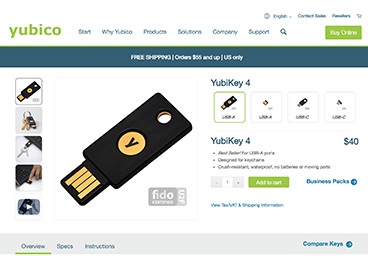 English
Contact Sales
Resellers
yubico
Start
Why Yubico
Products
Solutions
Company
Support
Buy Online
FREE SHIPPING | Orders $55 and up | US only
YubiKey 4
USB-A
USB-A
USB-C
USB-C
YubiKey 4
$40
Best Seller! For USB-A ports
Designed for keychains
Crush-resistant, waterproof, no batteries or moving parts
- 1 +
Add to cart
Business Packs
View Tax/VAT & Shipping Information
y
fido
CERTIFIED
U2F
Overview
Specs
Instructions
Compare Keys